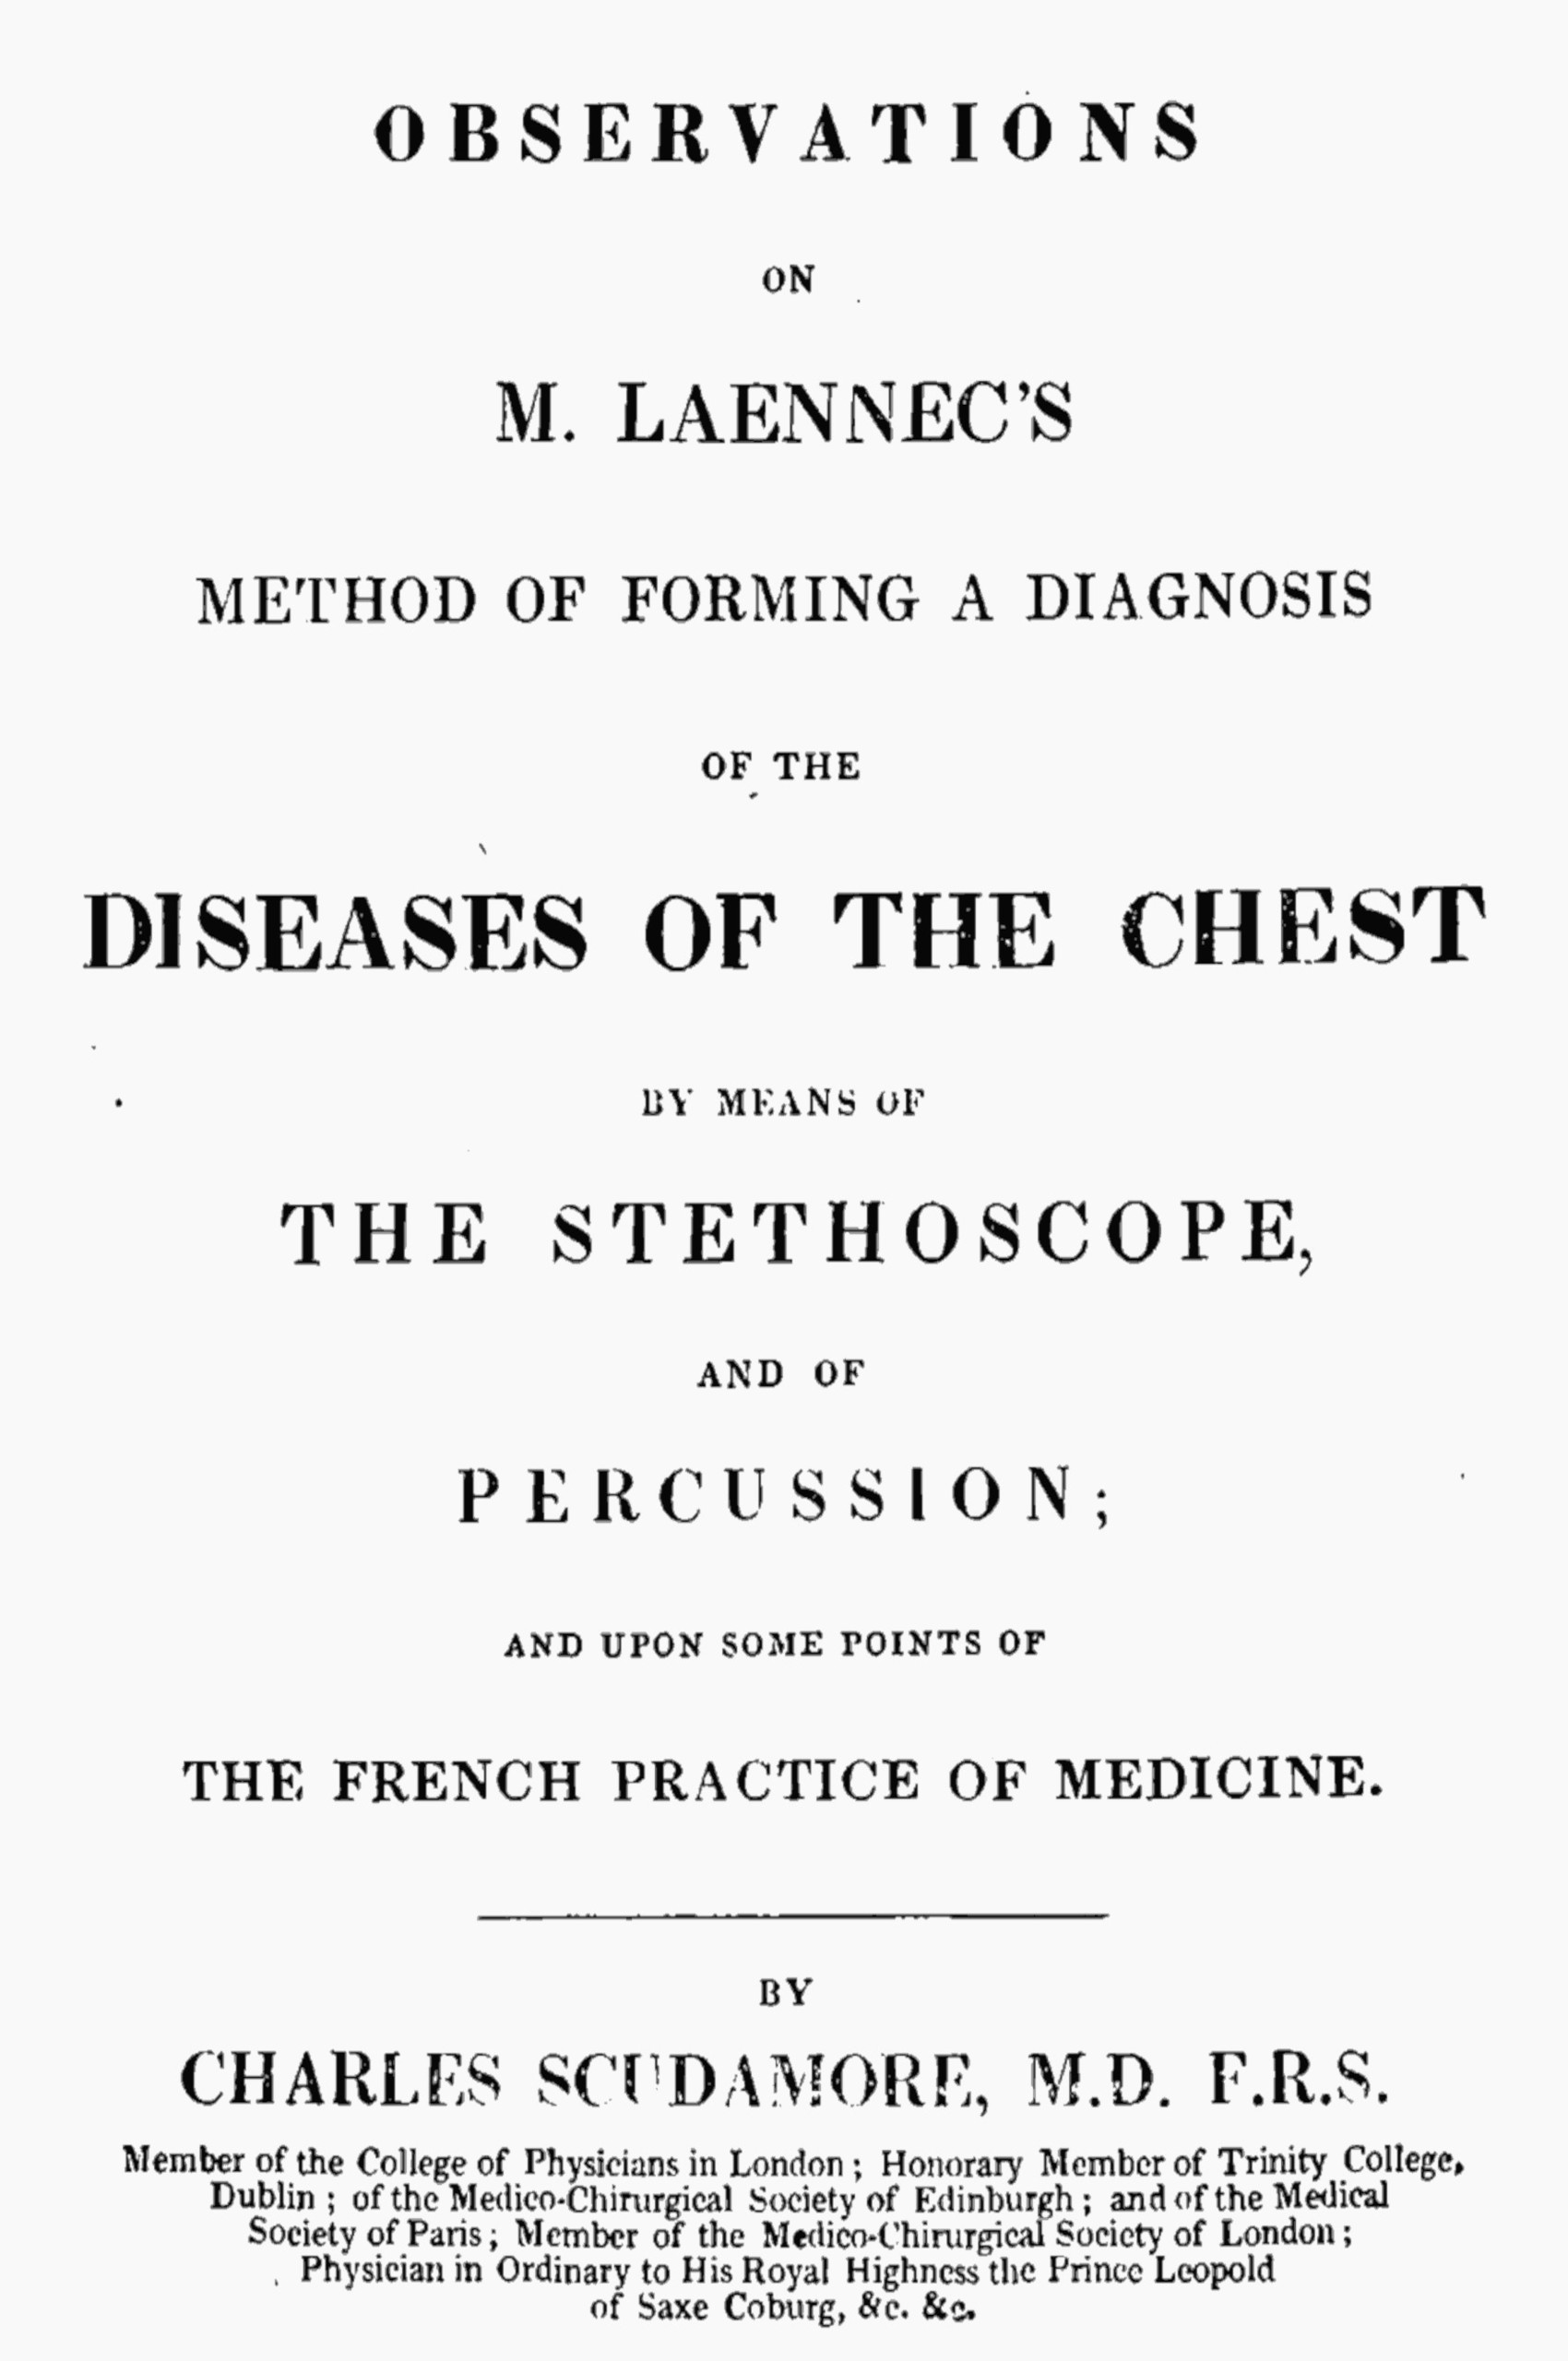 OBSERVATIONS
ON
M. LAENNEC'S
METHOD OF FORMING A DIAGNOSIS
OF THE
DISEASES OF THE CHEST
BY MEANS OF
THE STETHOSCOPE,
AND OF
PERCUSSION;
AND UPON SOME POINTS OF
THE FRENCH PRACTICE OF MEDICINE.
BY
CHARLES SCUDAMORE, M.D. F.R.S.
Member of the College of Physicians in London; Honorary Member of Trinity College,
Dublin; of the Medico-Chirurgical Society of Edinburgh; and of the Medical
Society of Paris; Member of the Medico-Chirurgical Society of London;
Physician in Ordinary to His Royal Highness the Prince Leopold
of Saxe Coburg, &c. &c.